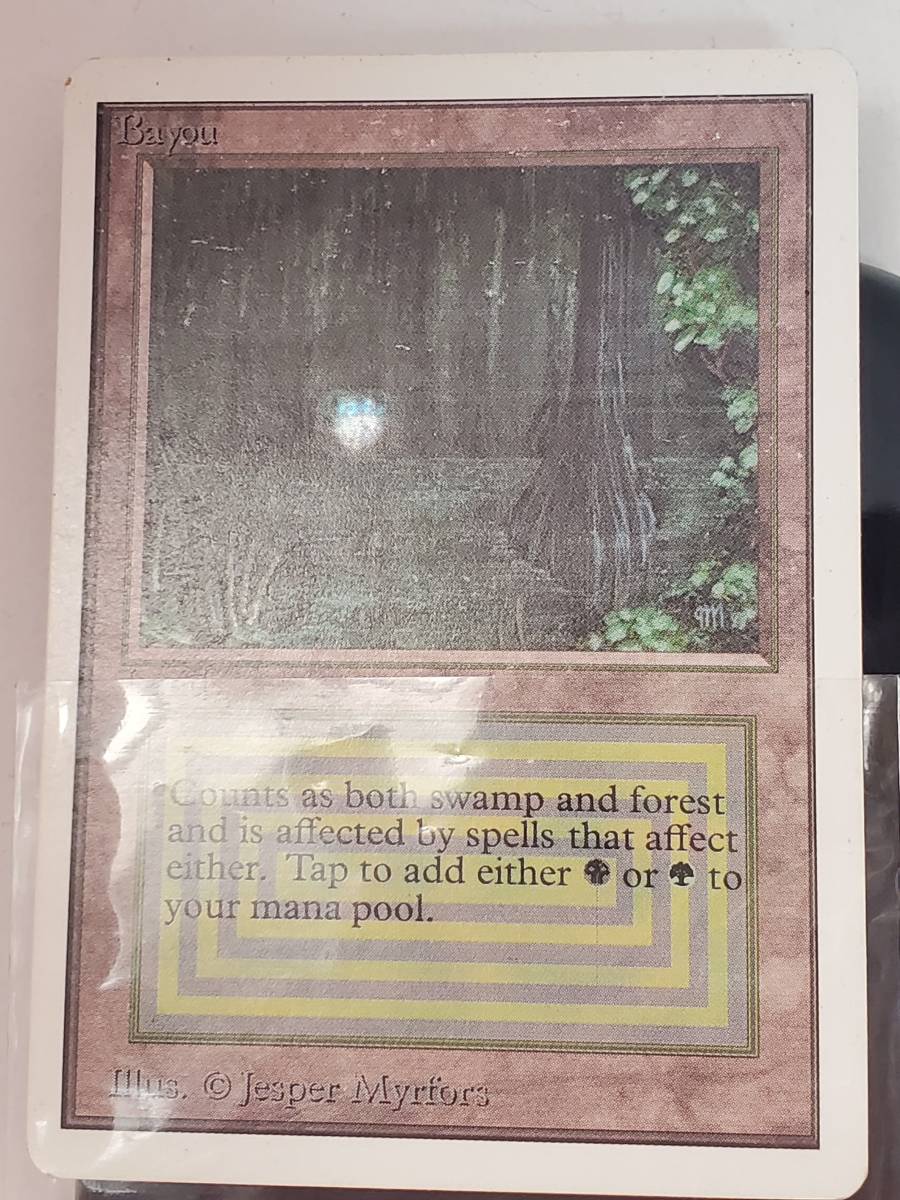 Bayou
Counts as both swamp and forest
and is affected by spells that affect
either. Tap to add either or to
your mana pool.
Illus. © Jesper Myrfors